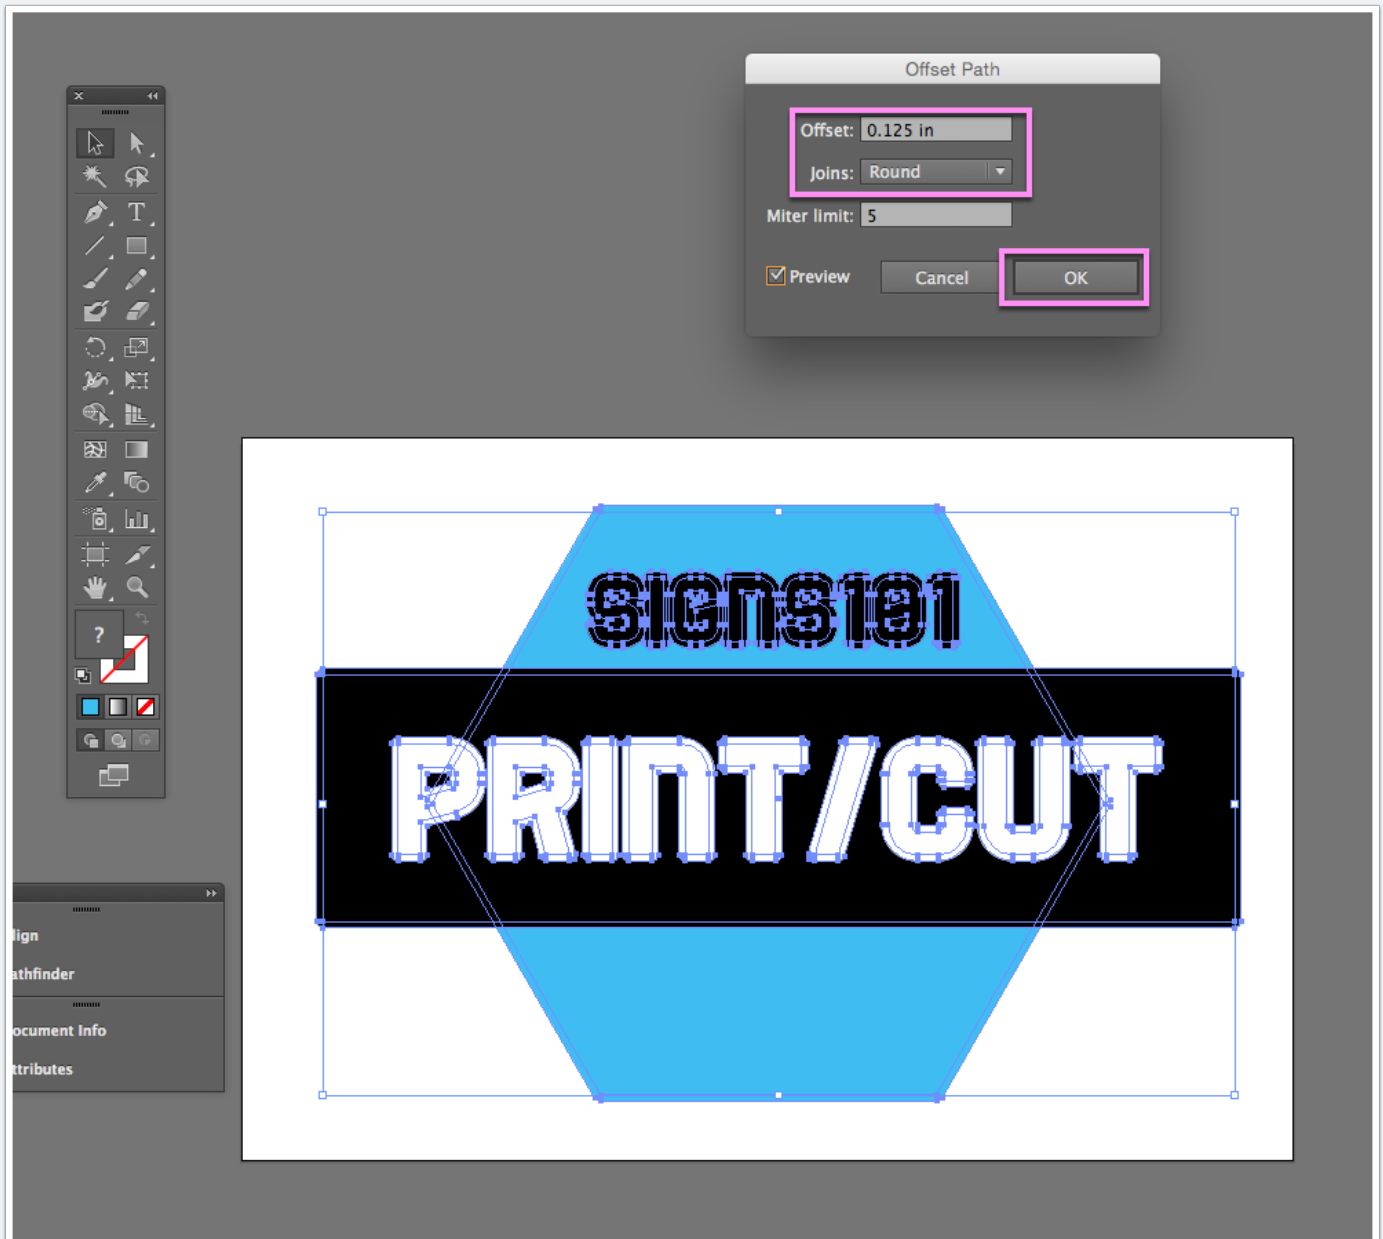 Offset Path
Offset: 0.125 in
Joins: Round
Miter limit: 5
Preview
Cancel
OK
T
?
SIGNS101
PRINT/CUT
lign
athfinder
ocument Info
ttributes